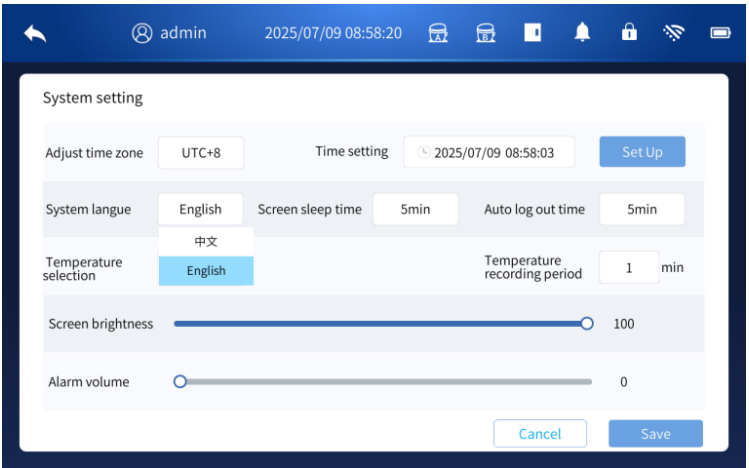 admin 2025/07/09 08:58:20 A B
System setting
Adjust time zone UTC+8 Time setting 2025/07/09 08:58:03 Set Up
System langue English Screen sleep time 5min Auto log out time 5min
中文
English
Temperature
selection
Temperature
recording period 1 min
Screen brightness 100
Alarm volume 0
Cancel Save